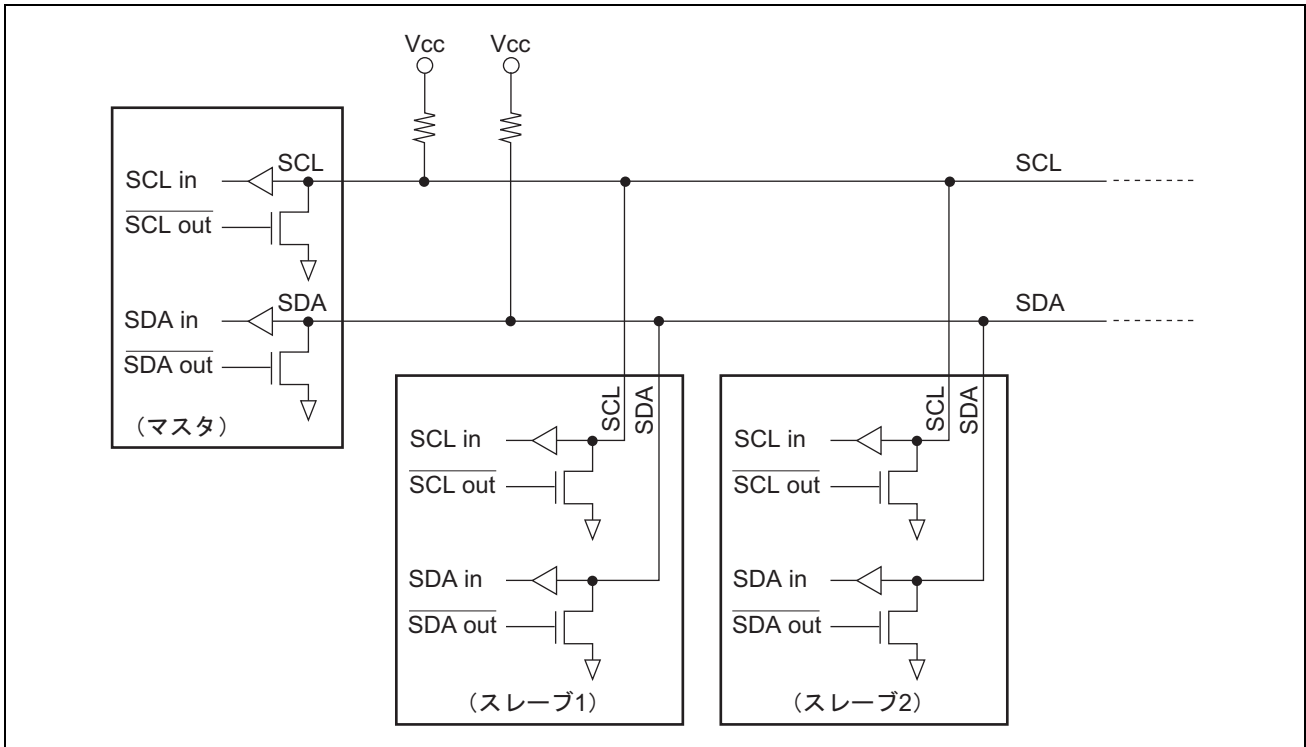 Vcc
Vcc
SCL in
SCL
SCL out
SDA in
SDA
SDA out
（マスタ）
SCL
SDA
SCL
SDA
SCL in
SCL out
SDA in
SDA out
（スレーブ1）
SCL
SDA
SCL in
SCL out
SDA in
SDA out
（スレーブ2）